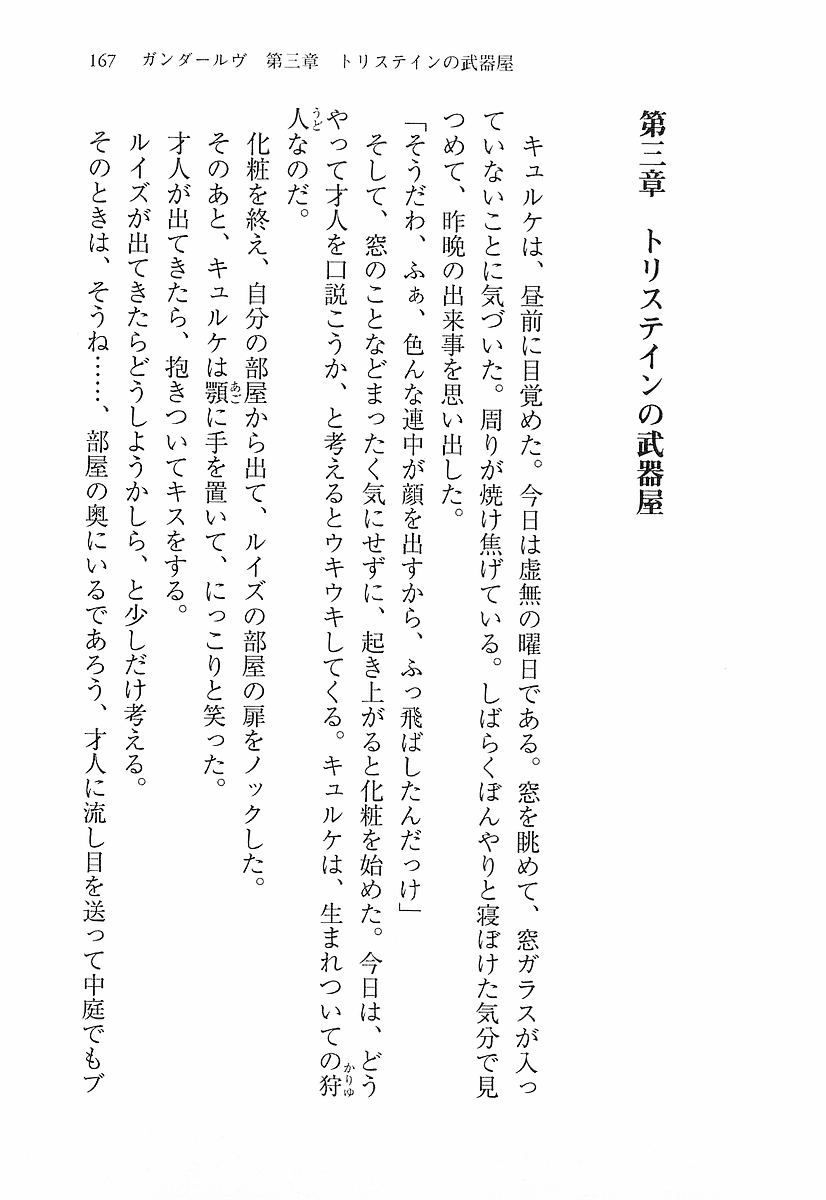 167　ガンダールヴ　第三章　トリステインの武器屋
第三章　トリステインの武器屋
　キュルケは、昼前に目覚めた。今日は虚無の曜日である。窓を眺めて、窓ガラスが入っ
ていないことに気づいた。周りが焼け焦げている。しばらくぼんやりと寝ぼけた気分で見
つめて、昨晩の出来事を思い出した。
「そうだわ、ふぁ、色んな連中が顔を出すから、ふっ飛ばしたんだっけ」
　そして、窓のことなどまったく気にせずに、起き上がると化粧を始めた。今日は、どう
やって才人を口説こうか、と考えるとウキウキしてくる。キュルケは、生まれついての狩
人なのだ。
　化粧を終え、自分の部屋から出て、ルイズの部屋の扉をノックした。
　そのあと、キュルケは顎に手を置いて、にっこりと笑った。
　才人が出てきたら、抱きついてキスをする。
　ルイズが出てきたらどうしようかしら、と少しだけ考える。
　そのときは、そうね……、部屋の奥にいるであろう、才人に流し目を送って中庭でもブ